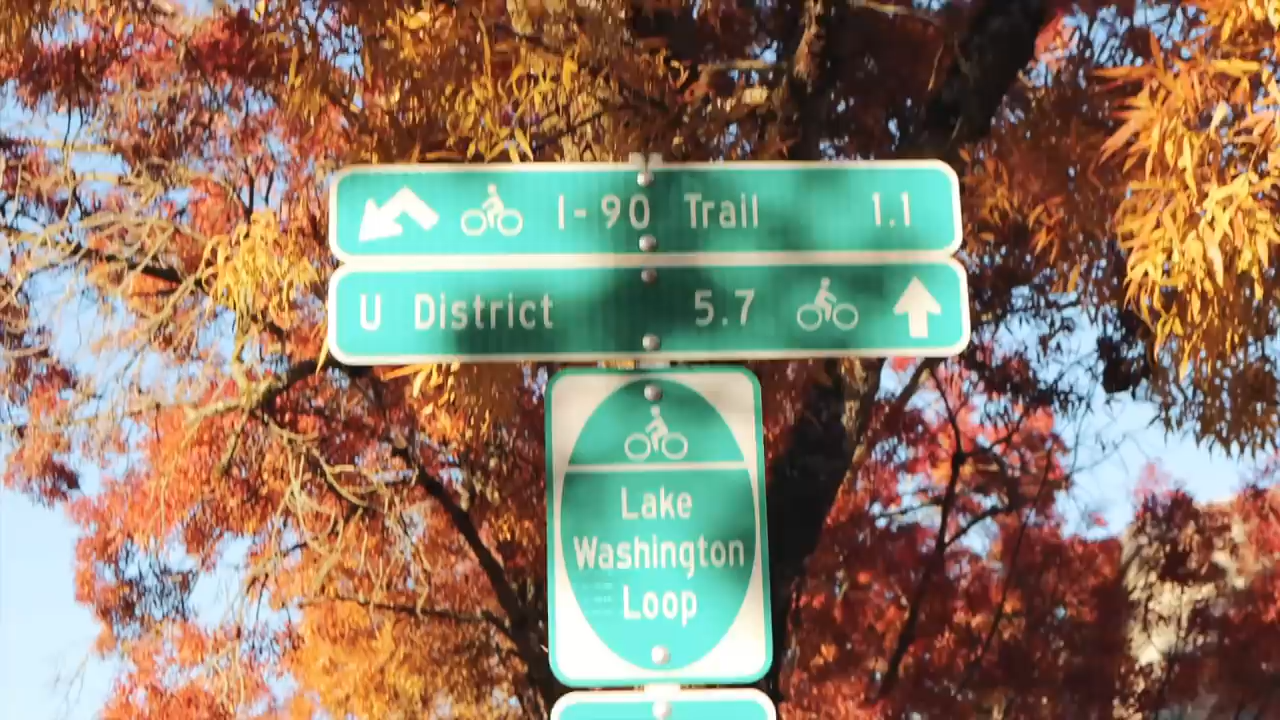 I-90 Trail 1.1
U District 5.7
Lake
Washington
Loop